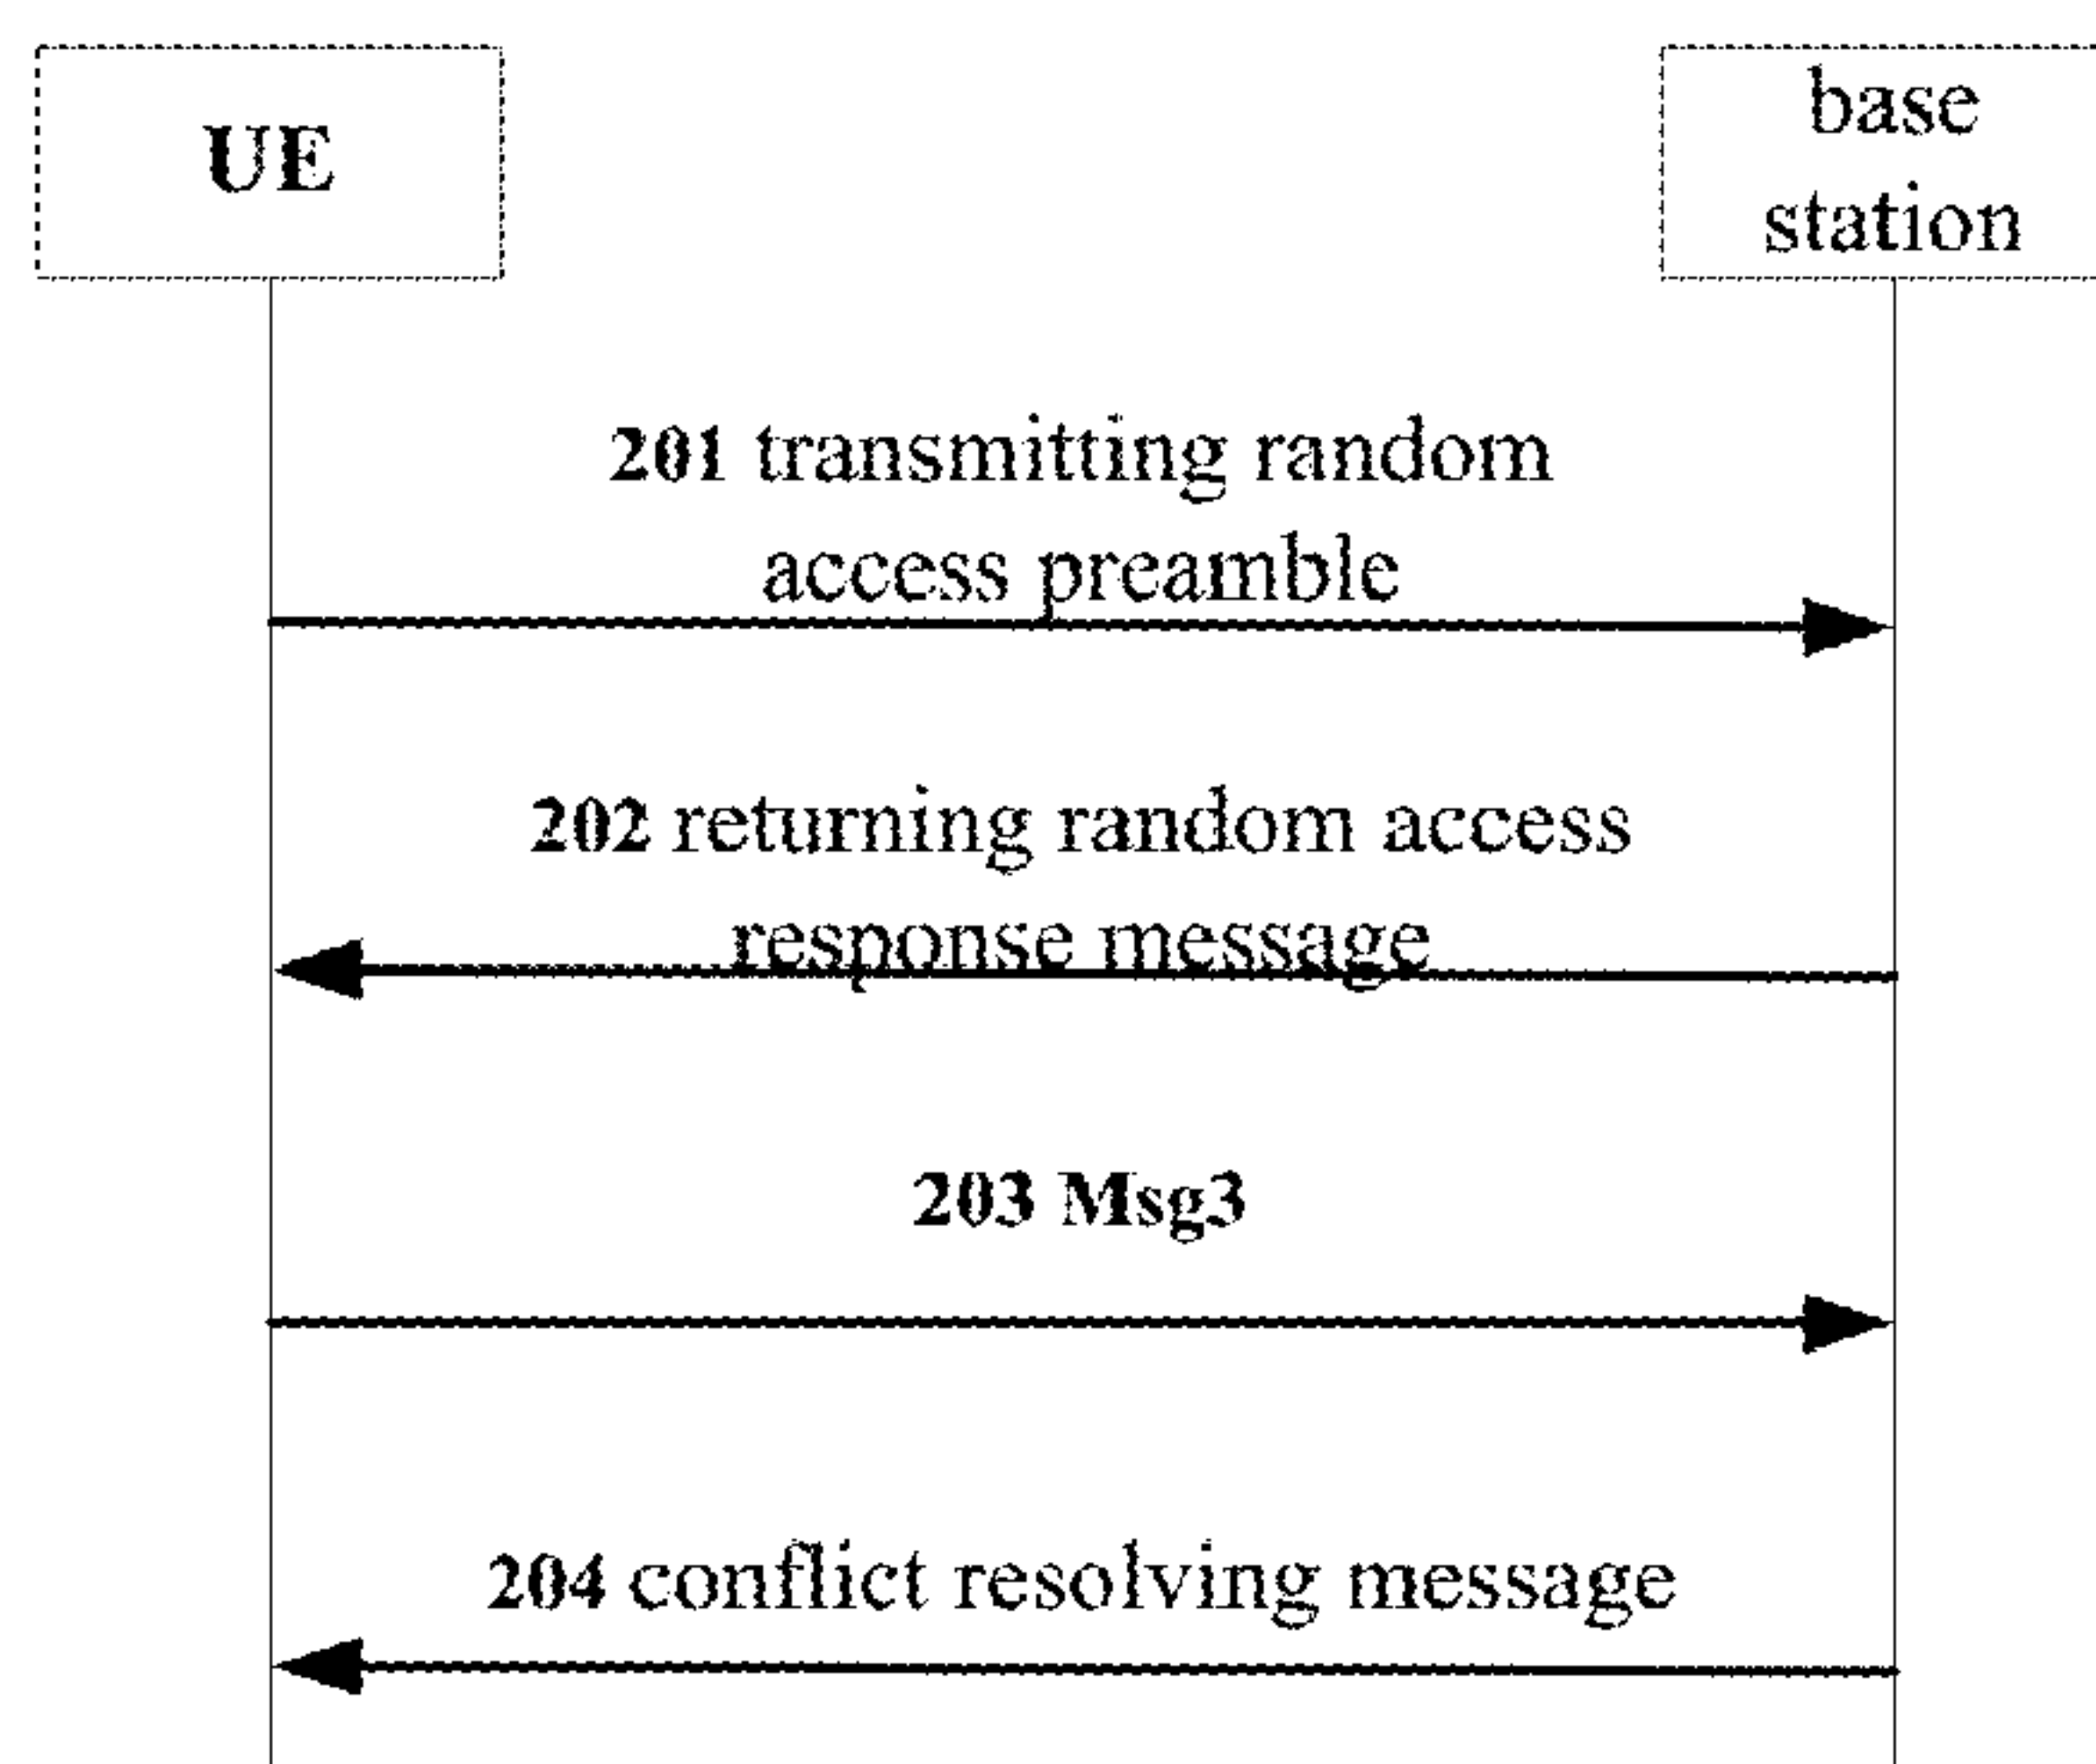 UE
base
station
201 transmitting random
access preamble
202 returning random access
response message
203 Msg3
204 conflict resolving message